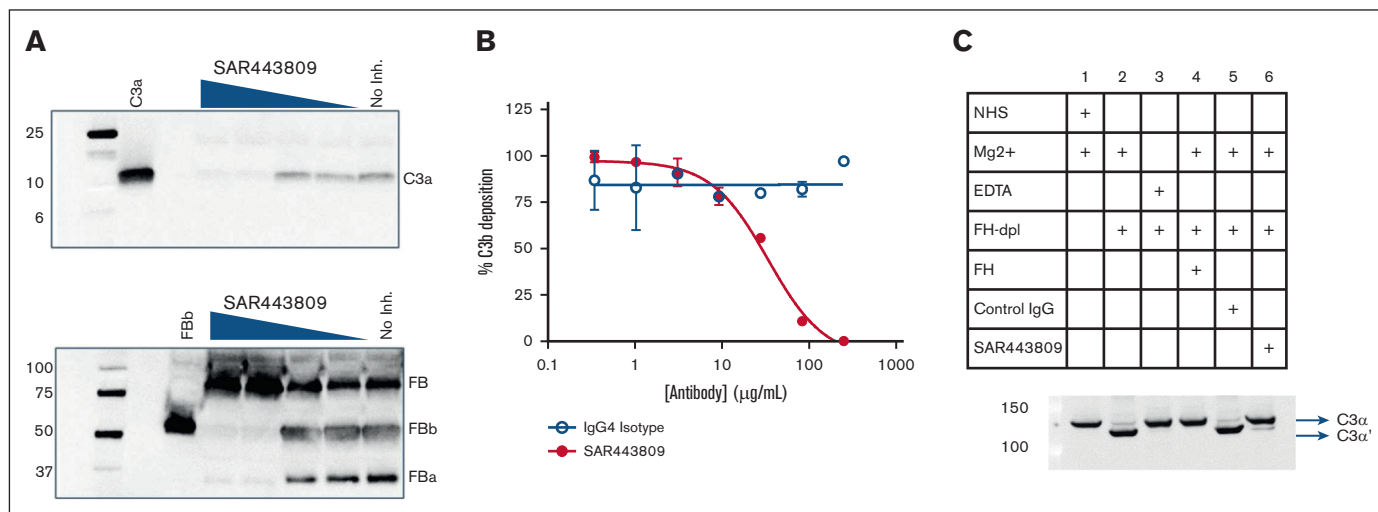 A
SAR443809
C3a
No Inh.
25
10
6
C3a
SAR443809
FBb
No Inh.
100
75
50
37
FB
FBb
FBa
B
% C3b deposition
125
100
75
50
25
0
0.1
1
10
100
1000
[Antibody] (μg/mL)
IgG4 Isotype
SAR443809
C
1 2 3 4 5 6
NHS +
Mg2+ + + + + +
EDTA +
FH-dpl + + + + +
FH +
Control IgG +
SAR443809 +
150
100
C3α
C3α'